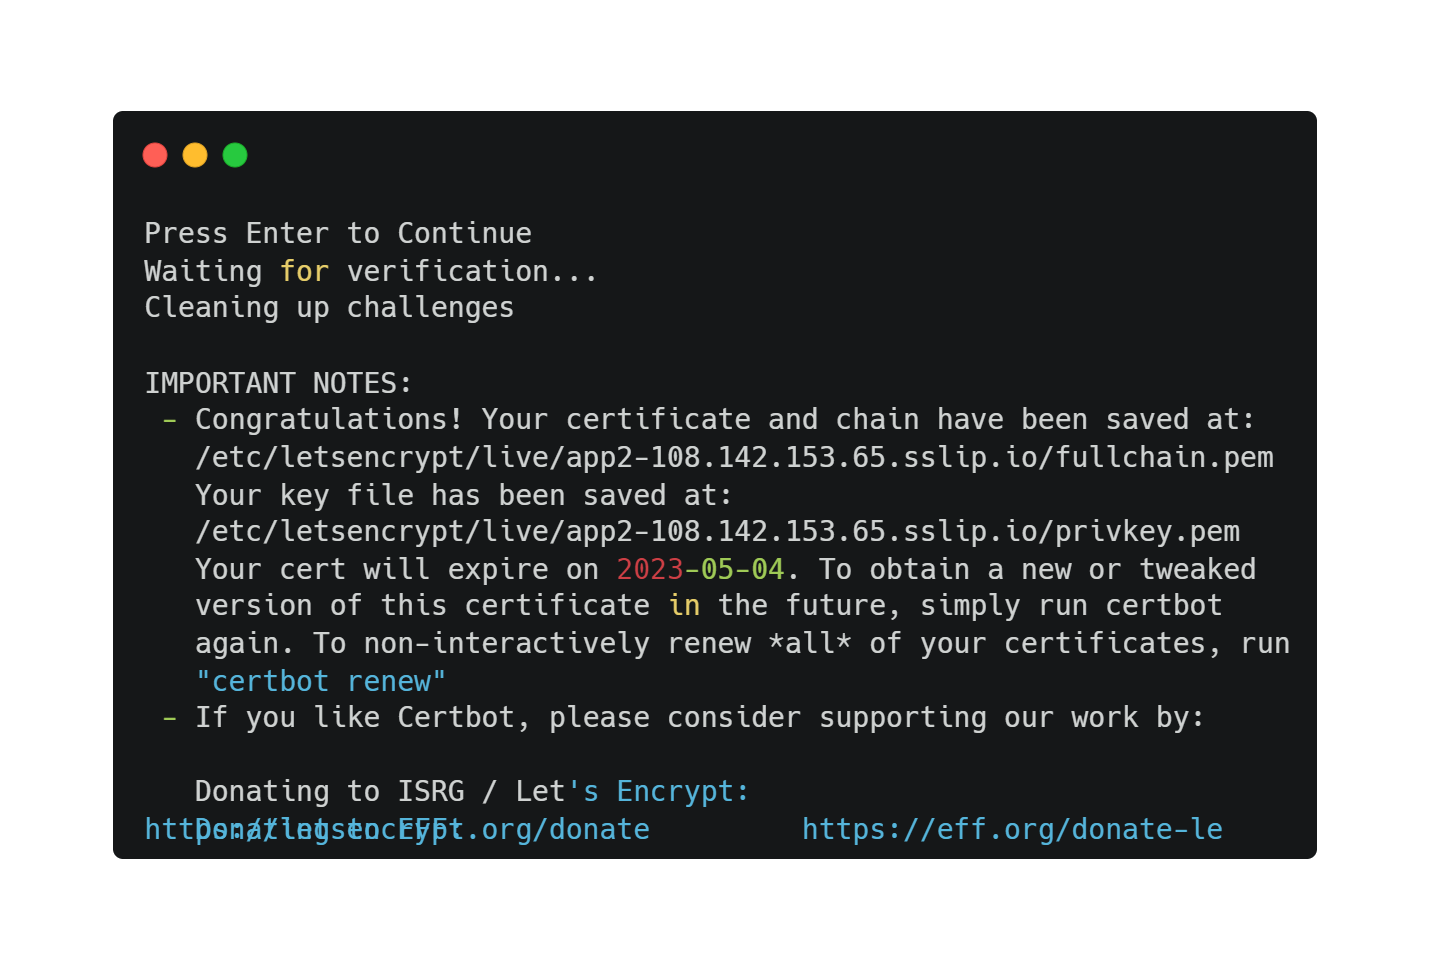 Press Enter to Continue
Waiting for verification...
Cleaning up challenges
IMPORTANT NOTES:
- Congratulations! Your certificate and chain have been saved at:
/etc/letsencrypt/live/app2-108.142.153.65.sslip.io/fullchain.pem
Your key file has been saved at:
/etc/letsencrypt/live/app2-108.142.153.65.sslip.io/privkey.pem
Your cert will expire on 2023-05-04. To obtain a new or tweaked
version of this certificate in the future, simply run certbot
again. To non-interactively renew *all* of your certificates, run
"certbot renew"
- If you like Certbot, please consider supporting our work by:
Donating to ISRG / Let's Encrypt:
https://letsencrypt.org/donate
Donating to EFF:
https://eff.org/donate-le